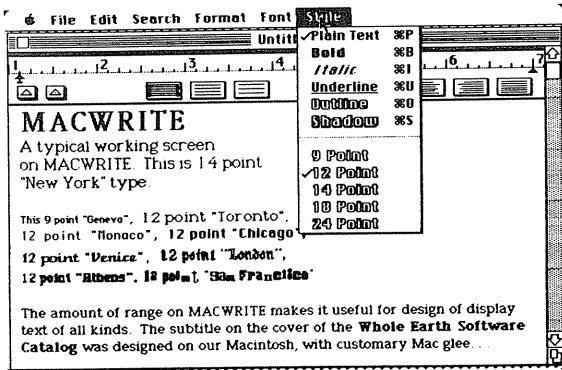 File Edit Search Format Font Style
Untitl
✓Plain Text ⌘P
Bold ⌘B
Italic ⌘I
Underline ⌘U
Outline ⌘O
Shadow ⌘S
9 Point
✓12 Point
14 Point
18 Point
24 Point
1 2 3 4 6 7
MACWRITE
A typical working screen
on MACWRITE. This is 14 point
"New York" type.
This 9 point "Geneva", 12 point "Toronto",
12 point "Monaco", 12 point "Chicago",
12 point "Venice", 12 point "London",
12 point "Athens", 18 point, "San Francisco"
The amount of range on MACWRITE makes it useful for design of display
text of all kinds. The subtitle on the cover of the Whole Earth Software
Catalog was designed on our Macintosh, with customary Mac glee...